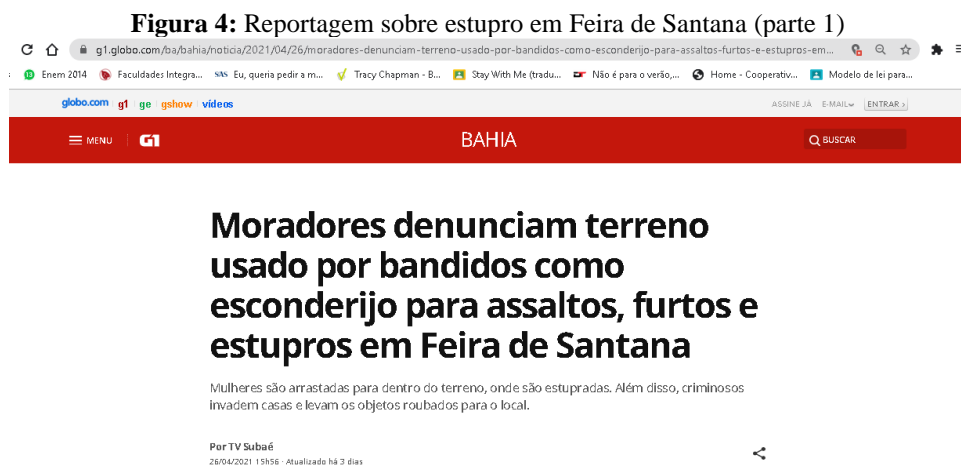 Figura 4: Reportagem sobre estupro em Feira de Santana (parte 1)
g1.globo.com/ba/bahia/noticia/2021/04/26/moradores-denunciam-terreno-usado-por-bandidos-como-esconderijo-para-assaltos-furtos-e-estupros-em...
Enem 2014 Faculdades Integra... SAS Eu, queria pedir a m... Tracy Chapman - B... Stay With Me (tradu... Não é para o verão,... Home - Cooperativ... Modelo de lei para...
globo.com g1 ge gshow vídeos ASSINE JÁ E-MAIL ENTRAR >
MENU G1 BAHIA BUSCAR
Moradores denunciam terreno
usado por bandidos como
esconderijo para assaltos, furtos e
estupros em Feira de Santana
Mulheres são arrastadas para dentro do terreno, onde são estupradas. Além disso, criminosos
invadem casas e levam os objetos roubados para o local.
Por TV Subaé
26/04/2021 15h56 · Atualizado há 3 dias